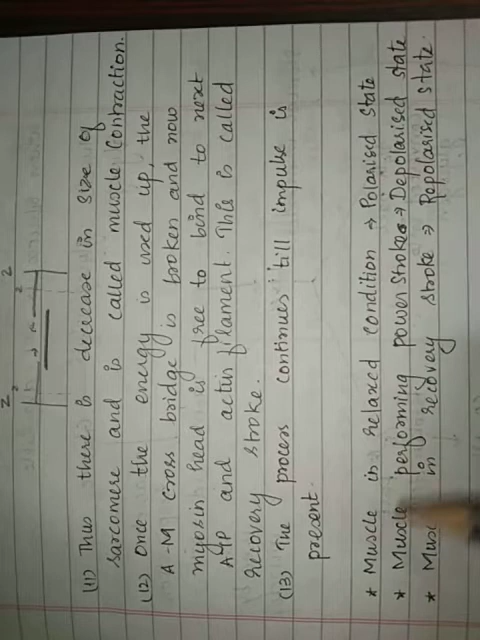 Z Z
(11) Thus there is decrease in size of
sarcomere and is called muscle Contraction.
(12) Once the energy is used up, the
A-M cross bridge is broken and now
myosin head is free to bind to next
ATP and actin filament. This is called
recovery stroke.
(13) The process continues till impulse is
present.
* Muscle in relaxed condition → Polarised state
* Muscle performing power stroke → Depolarised state
* Musc in recovery stroke → Repolarised state.